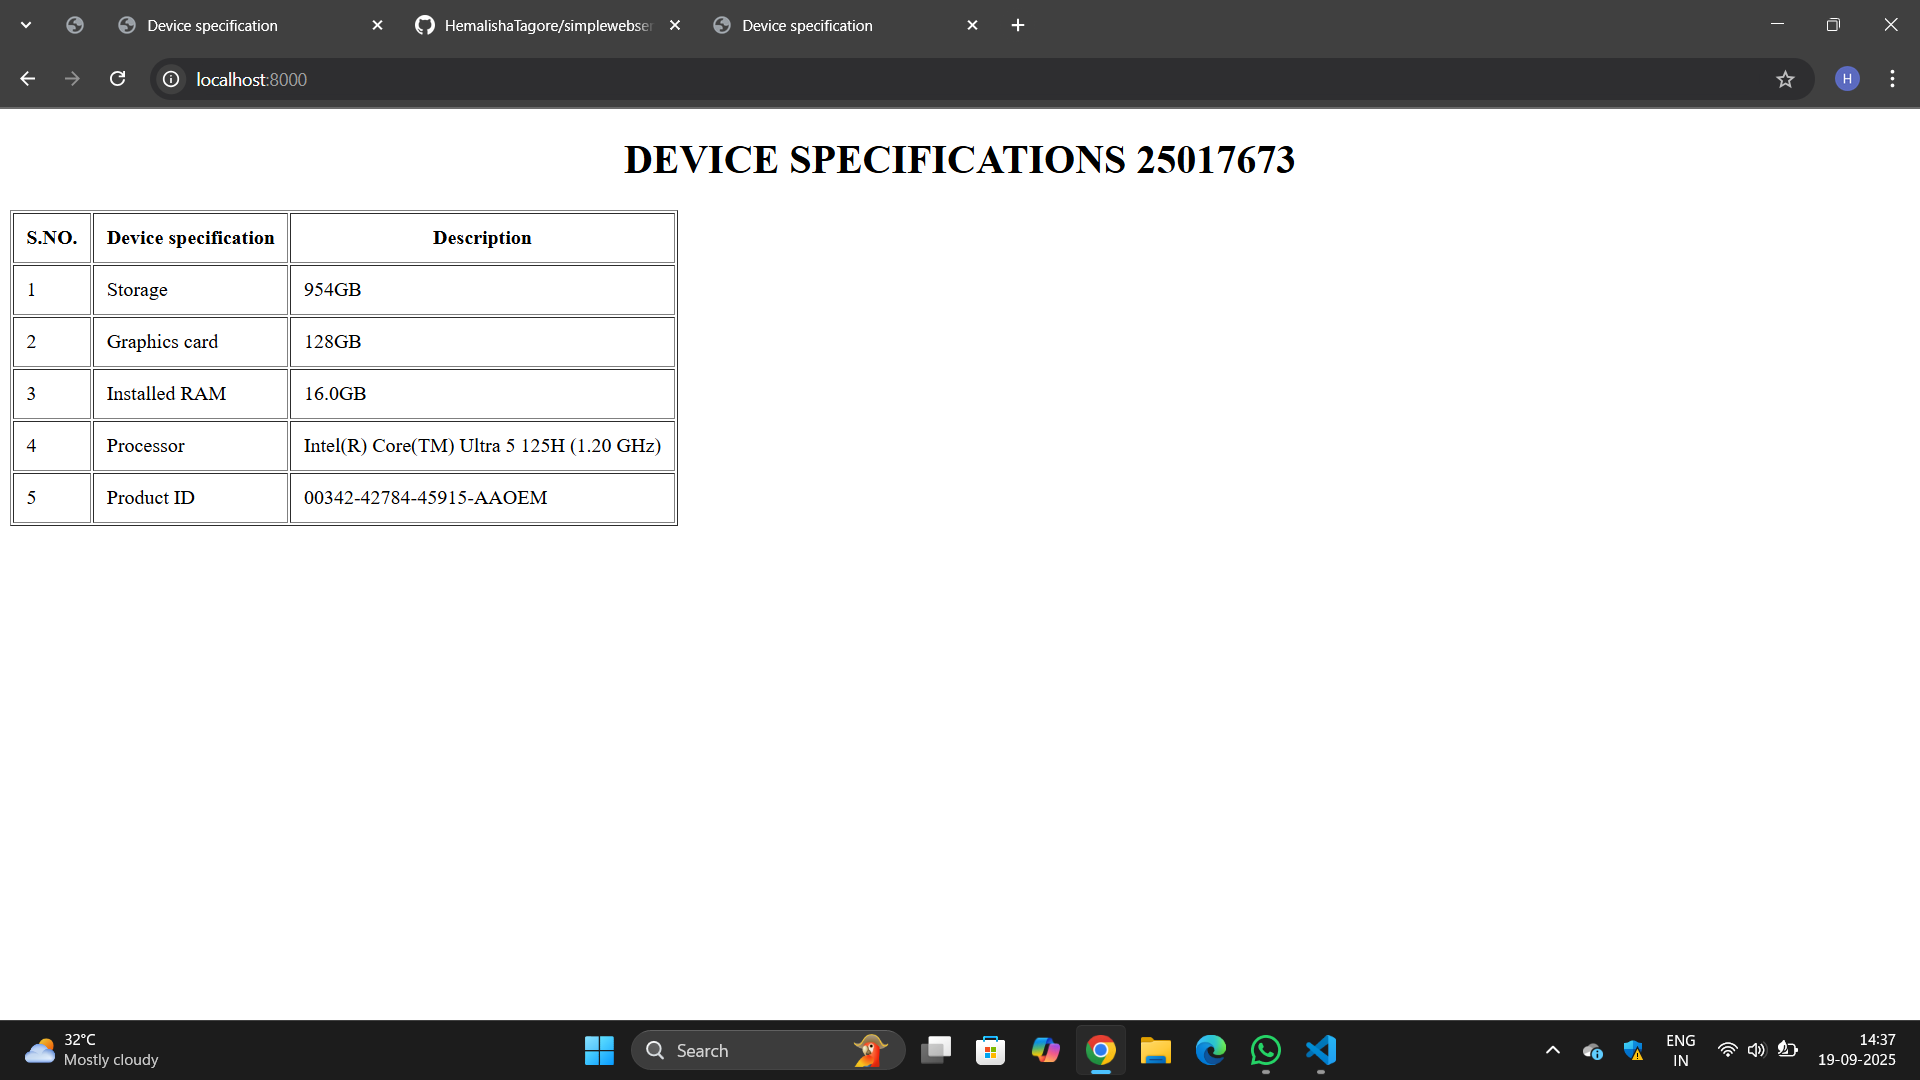 Device specification
HemalishaTagore/simplewebser
Device specification
localhost:8000
H
DEVICE SPECIFICATIONS 25017673
S.NO. Device specification Description
1 Storage 954GB
2 Graphics card 128GB
3 Installed RAM 16.0GB
4 Processor Intel(R) Core(TM) Ultra 5 125H (1.20 GHz)
5 Product ID 00342-42784-45915-AAOEM
32°C
Mostly cloudy
Search
ENG
IN
14:37
19-09-2025